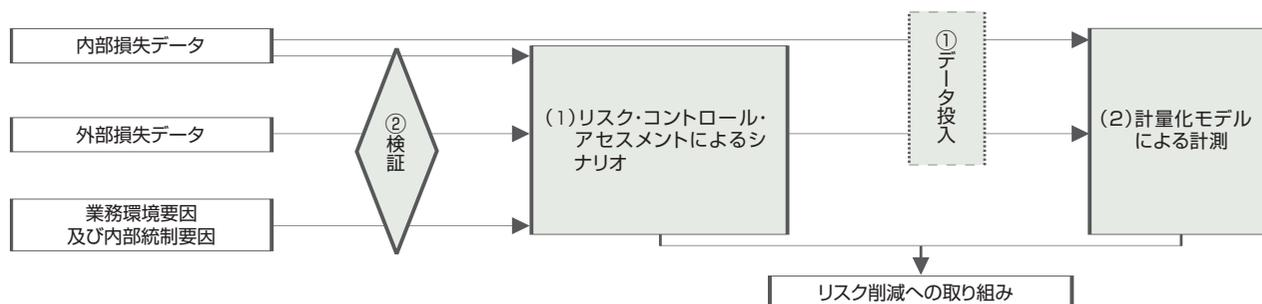 内部損失データ
外部損失データ
業務環境要因
及び内部統制要因
②検証
(1)リスク・コントロール・
アセスメントによるシ
ナリオ
①データ投入
(2)計量化モデル
による計測
リスク削減への取り組み